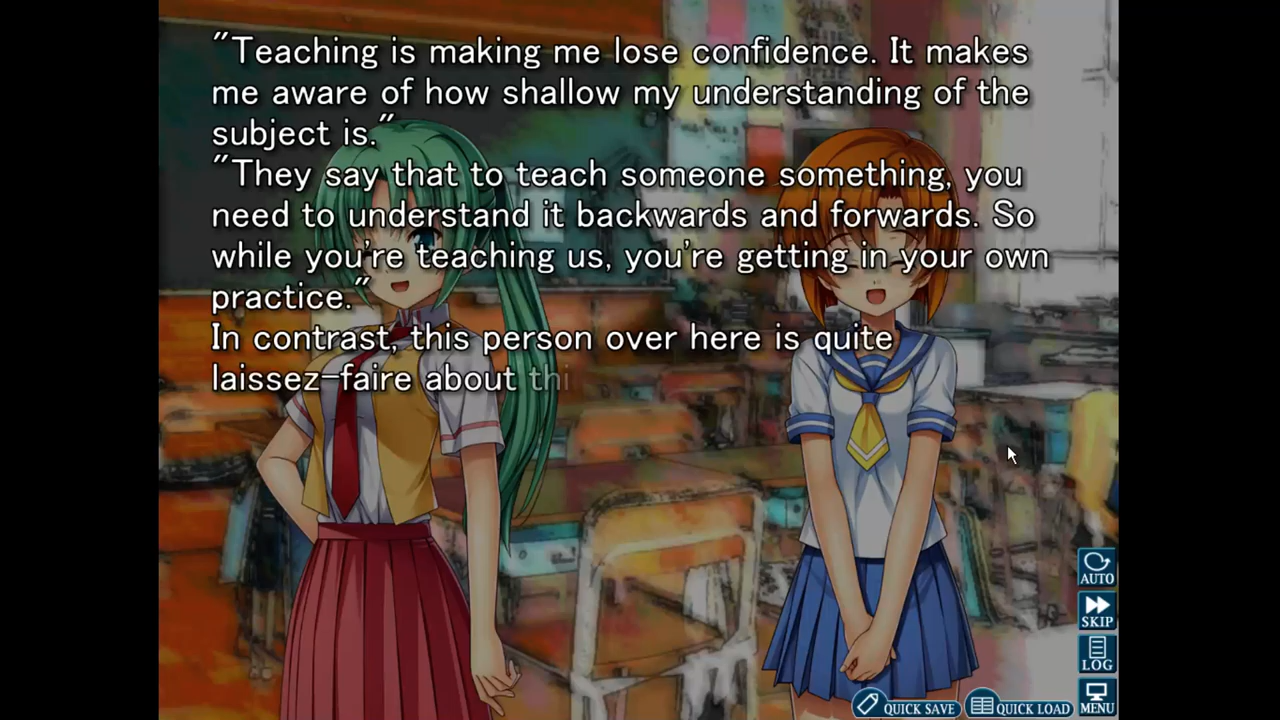 "Teaching is making me lose confidence. It makes
me aware of how shallow my understanding of the
subject is."
"They say that to teach someone something, you
need to understand it backwards and forwards. So
while you're teaching us, you're getting in your own
practice."
In contrast, this person over here is quite
laissez-faire about thi
AUTO
SKIP
LOG
MENU
QUICK SAVE
QUICK LOAD